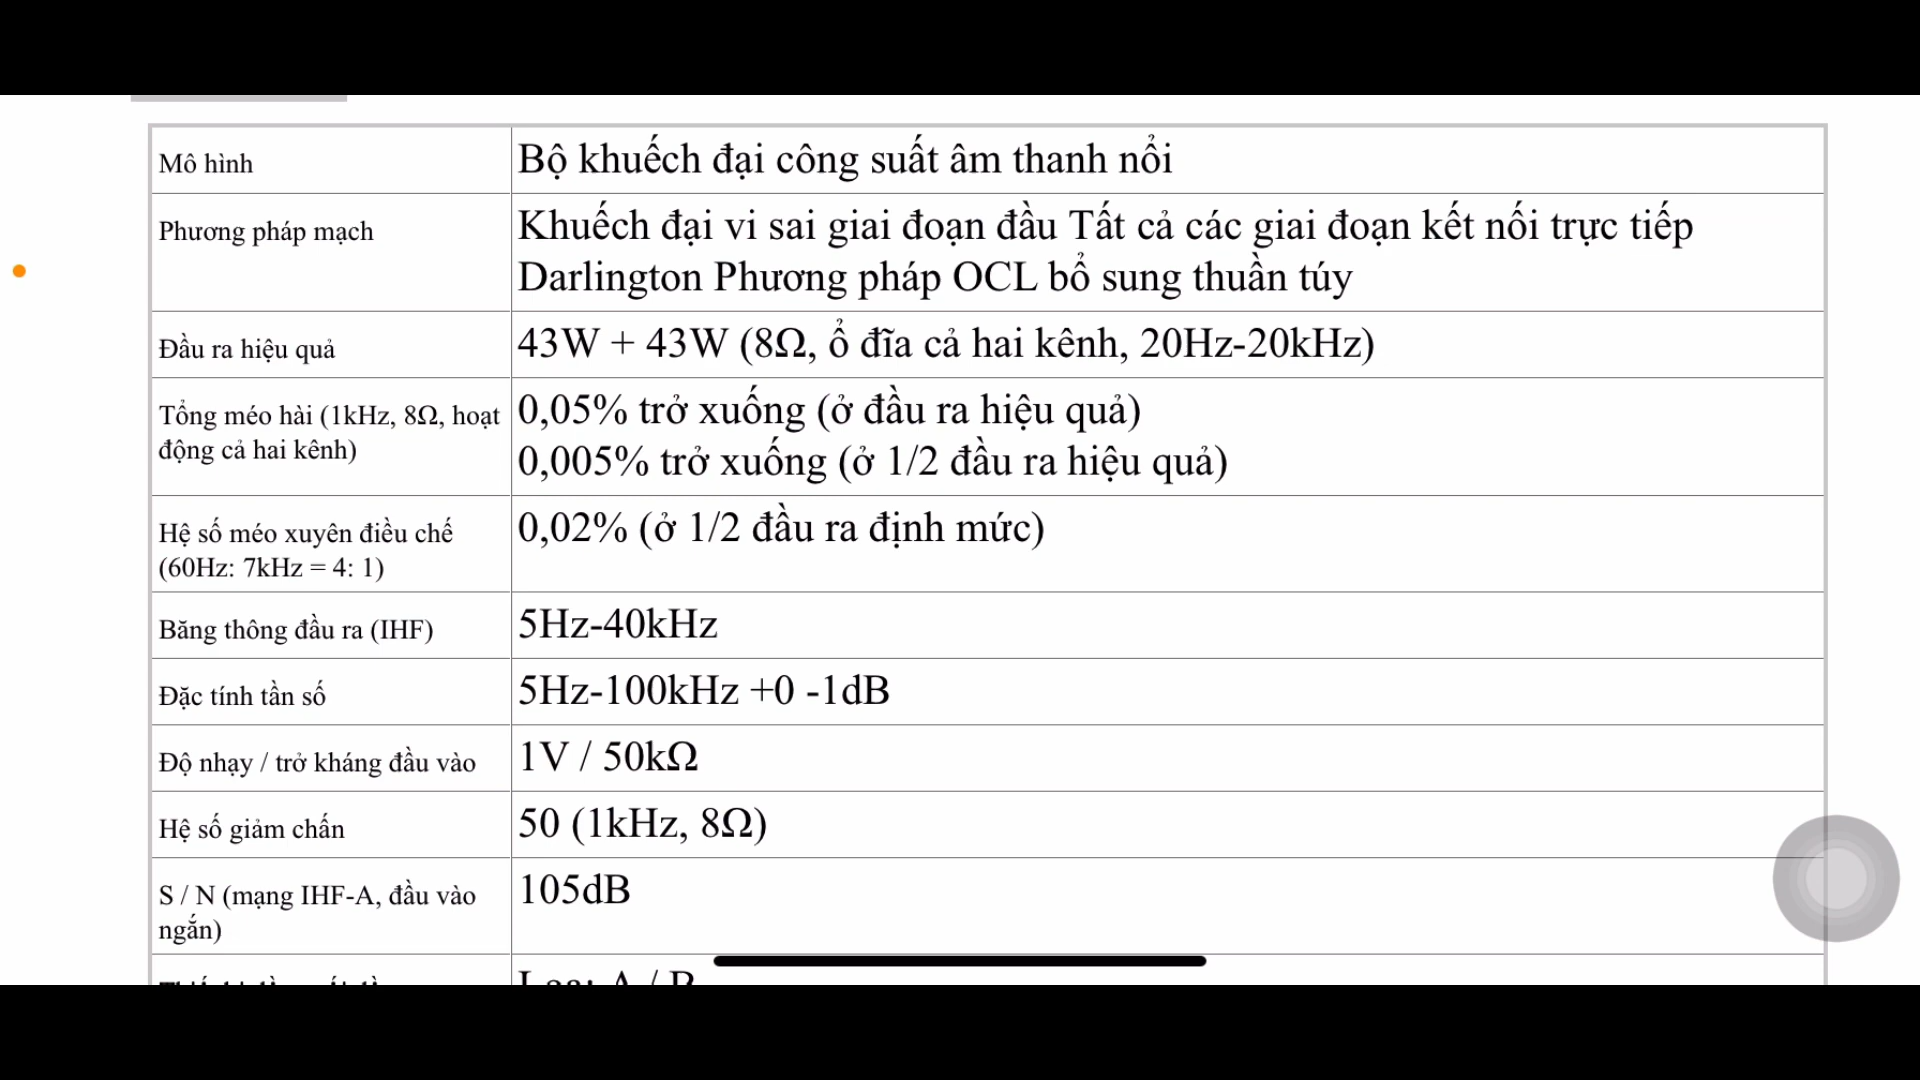 Mô hình
Bộ khuếch đại công suất âm thanh nổi
Phương pháp mạch
Khuếch đại vi sai giai đoạn đầu Tất cả các giai đoạn kết nối trực tiếp
Darlington Phương pháp OCL bổ sung thuần túy
Đầu ra hiệu quả
43W + 43W (8Ω, ổ đĩa cả hai kênh, 20Hz-20kHz)
Tổng méo hài (1kHz, 8Ω, hoạt
động cả hai kênh)
0,05% trở xuống (ở đầu ra hiệu quả)
0,005% trở xuống (ở 1/2 đầu ra hiệu quả)
Hệ số méo xuyên điều chế
(60Hz: 7kHz = 4: 1)
0,02% (ở 1/2 đầu ra định mức)
Băng thông đầu ra (IHF)
5Hz-40kHz
Đặc tính tần số
5Hz-100kHz +0 -1dB
Độ nhạy / trở kháng đầu vào
1V / 50kΩ
Hệ số giảm chấn
50 (1kHz, 8Ω)
S / N (mạng IHF-A, đầu vào
ngắn)
105dB
Loa: A / B